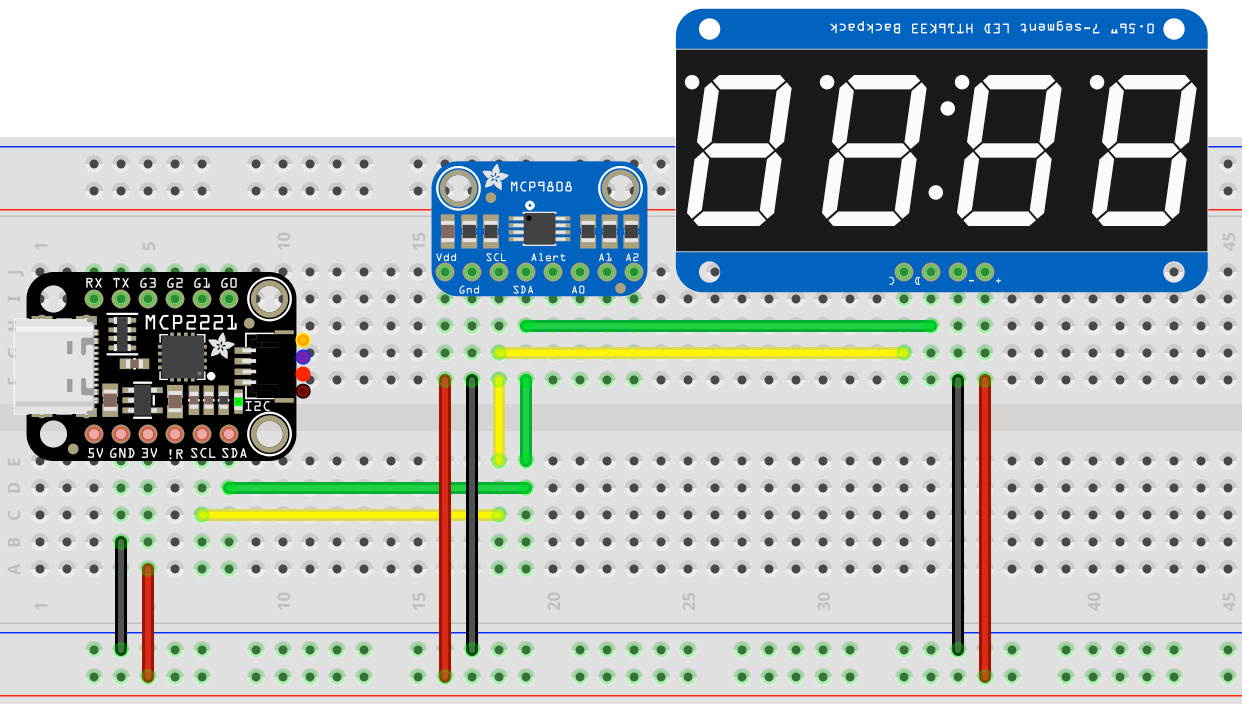 0.56" 7-segment LED HT16K33 Backpack
MCP9808
1 5 10 15 45
Vdd SCL Alert A1 A2
Gnd SDA A0
C D - +
J
I
H
G
F
RX TX G3 G2 G1 G0
MCP2221
I2C
5V GND 3V !R SCL SDA
E
D
C
B
A
1 10 15 20 25 30 40 45